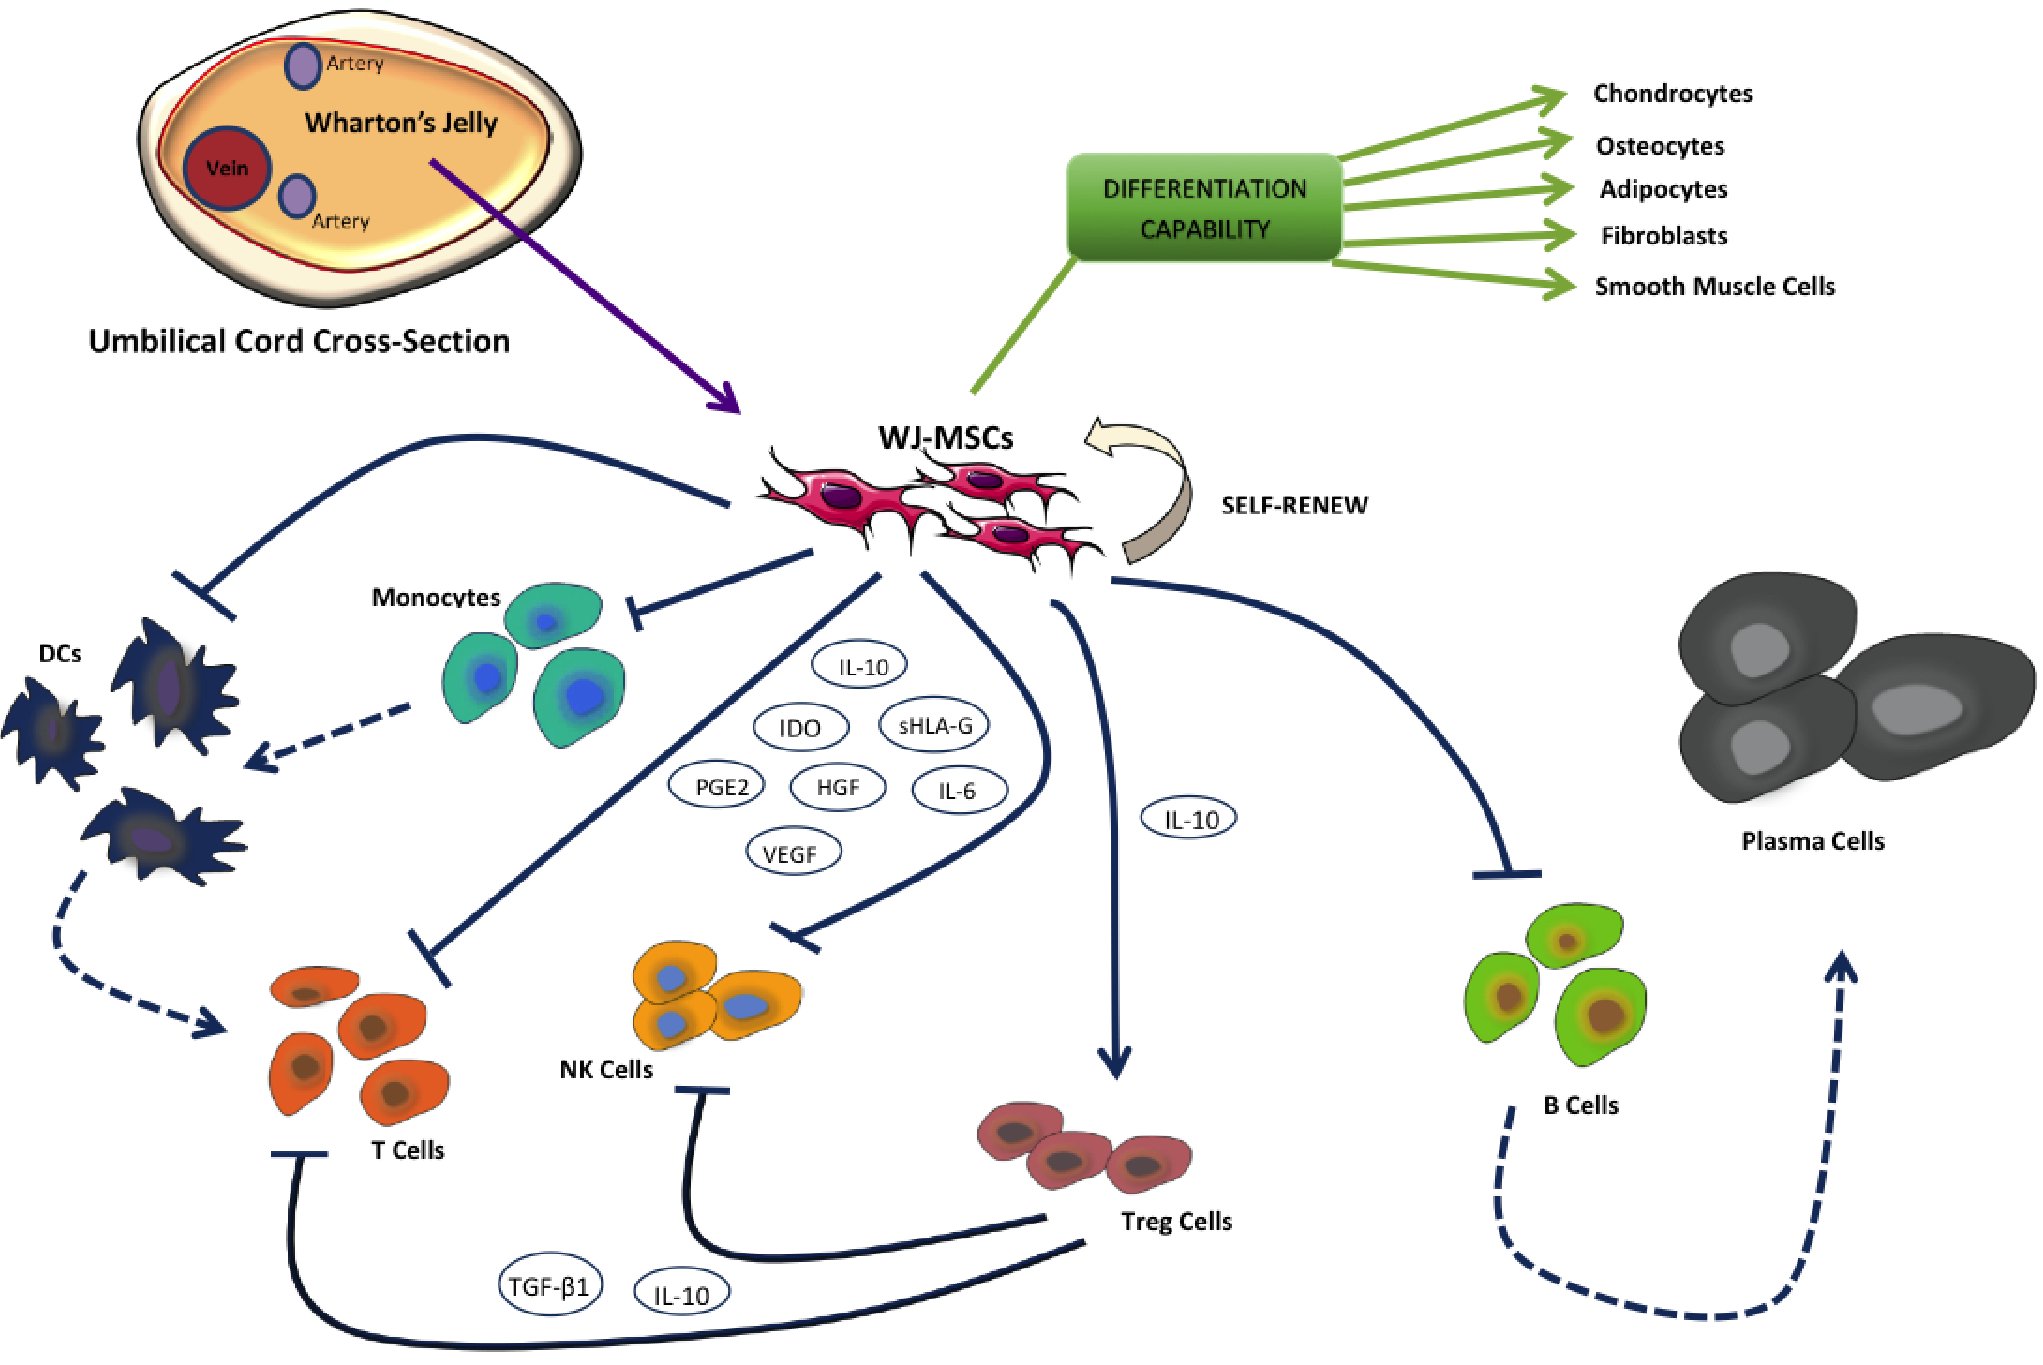 Artery
Wharton's Jelly
Vein
Artery
Umbilical Cord Cross-Section
DIFFERENTIATION
CAPABILITY
Chondrocytes
Osteocytes
Adipocytes
Fibroblasts
Smooth Muscle Cells
WJ-MSCs
SELF-RENEW
Monocytes
DCs
IL-10
IDO
sHLA-G
PGE2
HGF
IL-6
VEGF
IL-10
Plasma Cells
NK Cells
B Cells
T Cells
Treg Cells
TGF-β1
IL-10